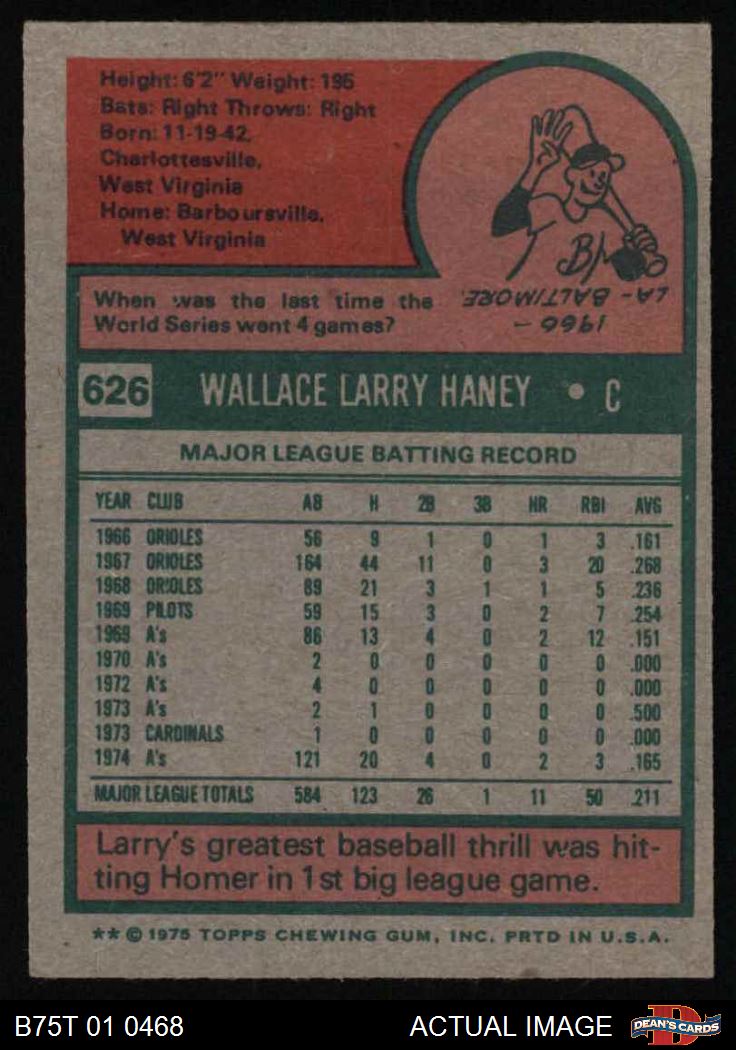 Height: 6'2" Weight: 195
Bats: Right Throws: Right
Born: 11-19-42,
Charlottesville,
West Virginia
Home: Barboursville,
West Virginia
When was the last time the
World Series went 4 games?
1966 -
LA - BALTIMORE.
626 WALLACE LARRY HANEY • C
MAJOR LEAGUE BATTING RECORD
YEAR CLUB AB H 2B 3B HR RBI AVG
1966 ORIOLES 56 9 1 0 1 3 .161
1967 ORIOLES 164 44 11 0 3 20 .268
1968 ORIOLES 89 21 3 1 1 5 .236
1969 PILOTS 59 15 3 0 2 7 .254
1969 A's 86 13 4 0 2 12 .151
1970 A's 2 0 0 0 0 0 .000
1972 A's 4 0 0 0 0 0 .000
1973 A's 2 1 0 0 0 0 .500
1973 CARDINALS 1 0 0 0 0 0 .000
1974 A's 121 20 4 0 2 3 .165
MAJOR LEAGUE TOTALS 584 123 26 1 11 50 .211
Larry's greatest baseball thrill was hit-
ting Homer in 1st big league game.
** © 1975 TOPPS CHEWING GUM, INC. PRTD IN U.S.A.
B75T 01 0468 ACTUAL IMAGE DEAN'S CARDS